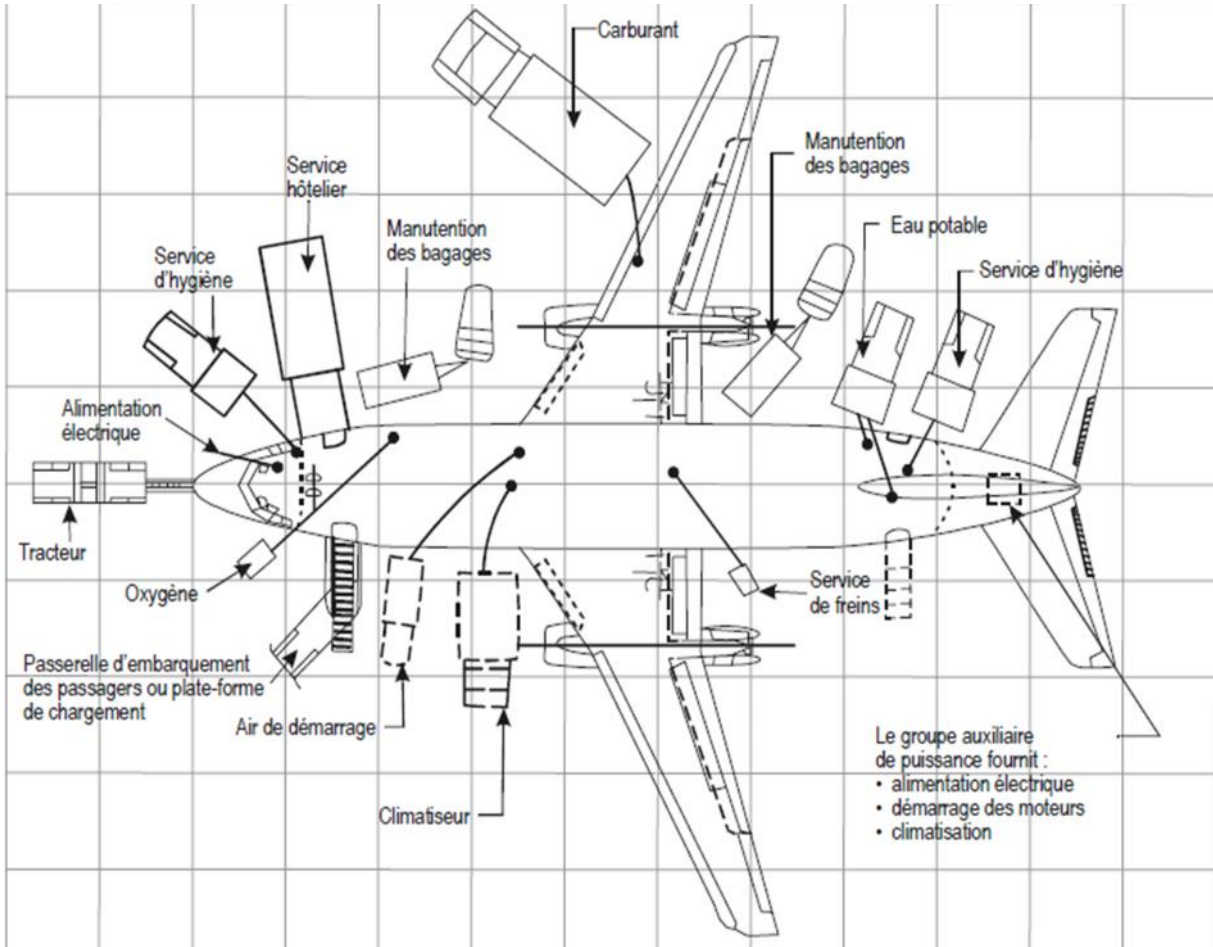 Carburant
Manutention
des bagages
Service
hôtelier
Manutention
des bagages
Eau potable
Service
d'hygiène
Service d'hygiène
Alimentation
électrique
Tracteur
Oxygène
Service
de freins
Passerelle d'embarquement
des passagers ou plate-forme
de chargement
Air de démarrage
Climatiseur
Le groupe auxiliaire
de puissance fournit :
• alimentation électrique
• démarrage des moteurs
• climatisation